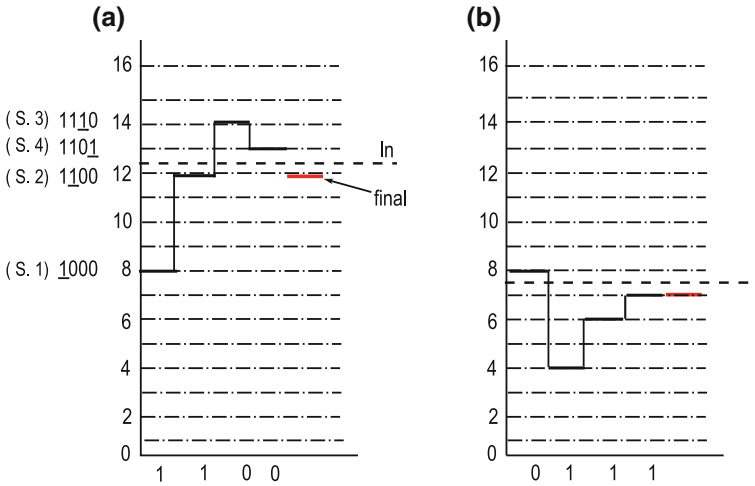 (a)
16
(S. 3) 1110 14
(S. 4) 1101
In
(S. 2) 1100 12
final
10
(S. 1) 1000 8
6
4
2
0
1 1 0 0
(b)
16
14
12
10
8
6
4
2
0
0 1 1 1